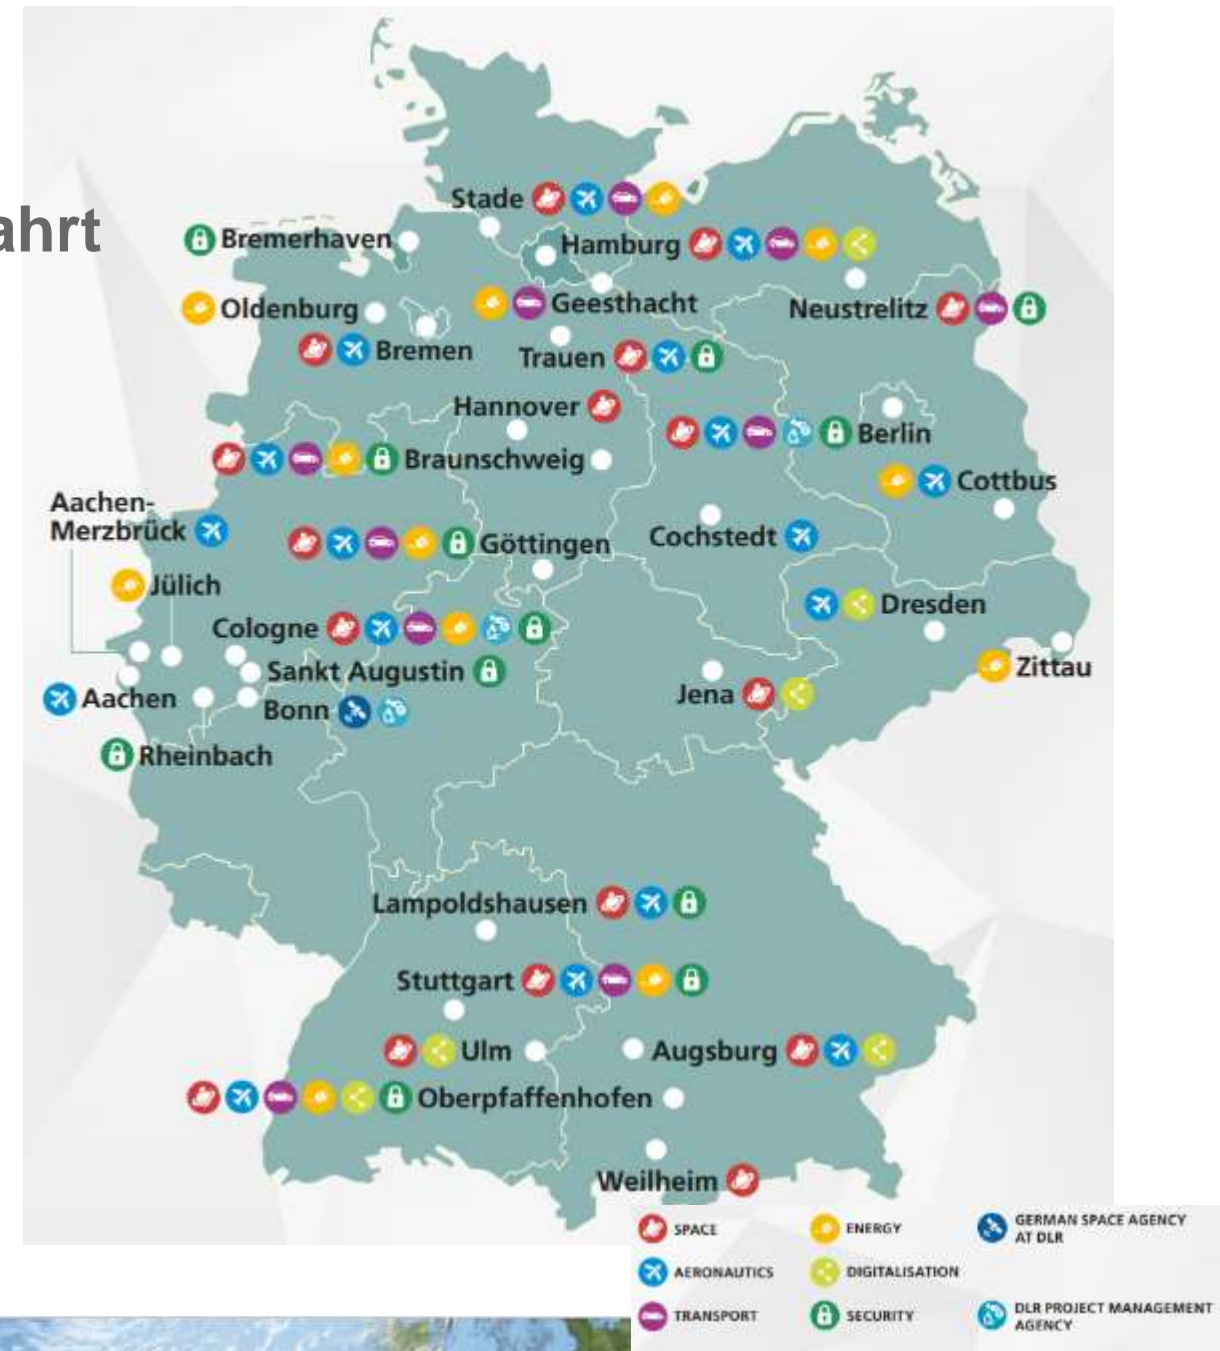 ahrt
Stade
Bremerhaven
Hamburg
Oldenburg
Geesthacht
Neustrelitz
Bremen
Trauen
Hannover
Berlin
Braunschweig
Cottbus
Aachen-
Merzbrück
Göttingen
Cochstedt
Jülich
Dresden
Cologne
Sankt Augustin
Zittau
Aachen
Jena
Bonn
Rheinbach
Lampoldshausen
Stuttgart
Ulm
Augsburg
Oberpfaffenhofen
Weilheim
SPACE
ENERGY
GERMAN SPACE AGENCY
AT DLR
AERONAUTICS
DIGITALISATION
TRANSPORT
SECURITY
DLR PROJECT MANAGEMENT
AGENCY